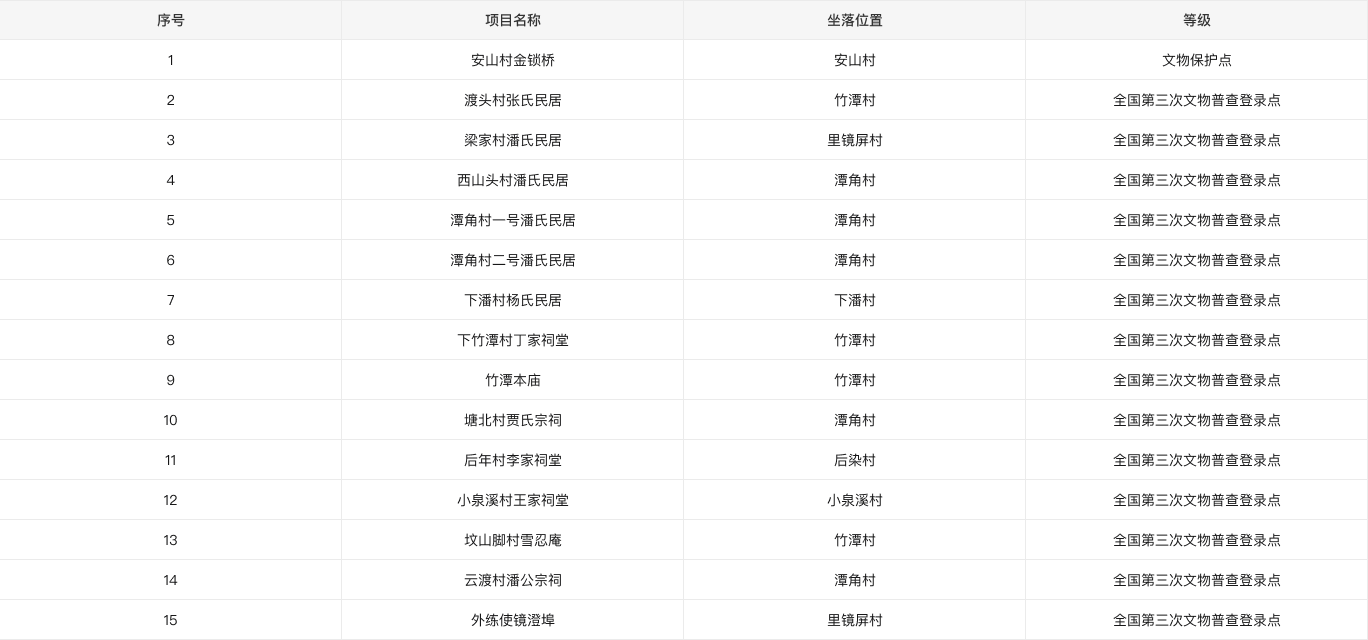 序号 项目名称 坐落位置 等级
1 安山村金锁桥 安山村 文物保护点
2 渡头村张氏民居 竹潭村 全国第三次文物普查登录点
3 梁家村潘氏民居 里镜屏村 全国第三次文物普查登录点
4 西山头村潘氏民居 潭角村 全国第三次文物普查登录点
5 潭角村一号潘氏民居 潭角村 全国第三次文物普查登录点
6 潭角村二号潘氏民居 潭角村 全国第三次文物普查登录点
7 下潘村杨氏民居 下潘村 全国第三次文物普查登录点
8 下竹潭村丁家祠堂 竹潭村 全国第三次文物普查登录点
9 竹潭本庙 竹潭村 全国第三次文物普查登录点
10 塘北村贾氏宗祠 潭角村 全国第三次文物普查登录点
11 后年村李家祠堂 后染村 全国第三次文物普查登录点
12 小泉溪村王家祠堂 小泉溪村 全国第三次文物普查登录点
13 坟山脚村雪忍庵 竹潭村 全国第三次文物普查登录点
14 云渡村潘公宗祠 潭角村 全国第三次文物普查登录点
15 外练使镜澄埠 里镜屏村 全国第三次文物普查登录点